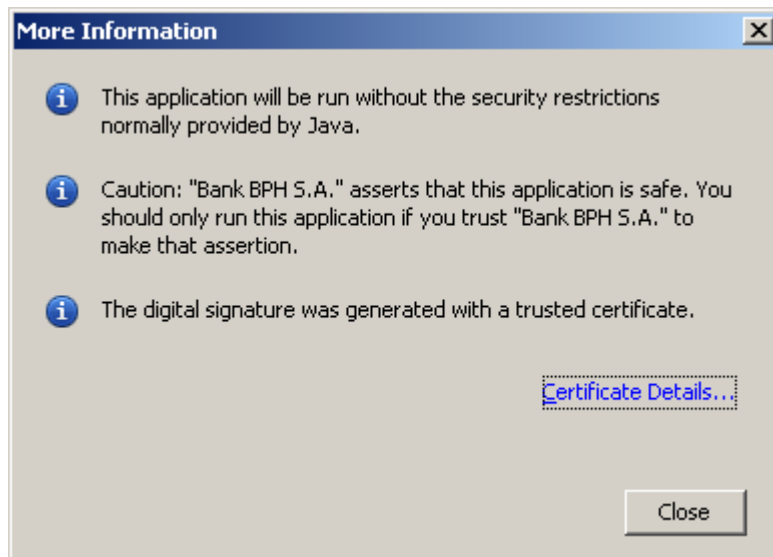 More Information
This application will be run without the security restrictions
normally provided by Java.
Caution: "Bank BPH S.A." asserts that this application is safe. You
should only run this application if you trust "Bank BPH S.A." to
make that assertion.
The digital signature was generated with a trusted certificate.
Certificate Details...
Close